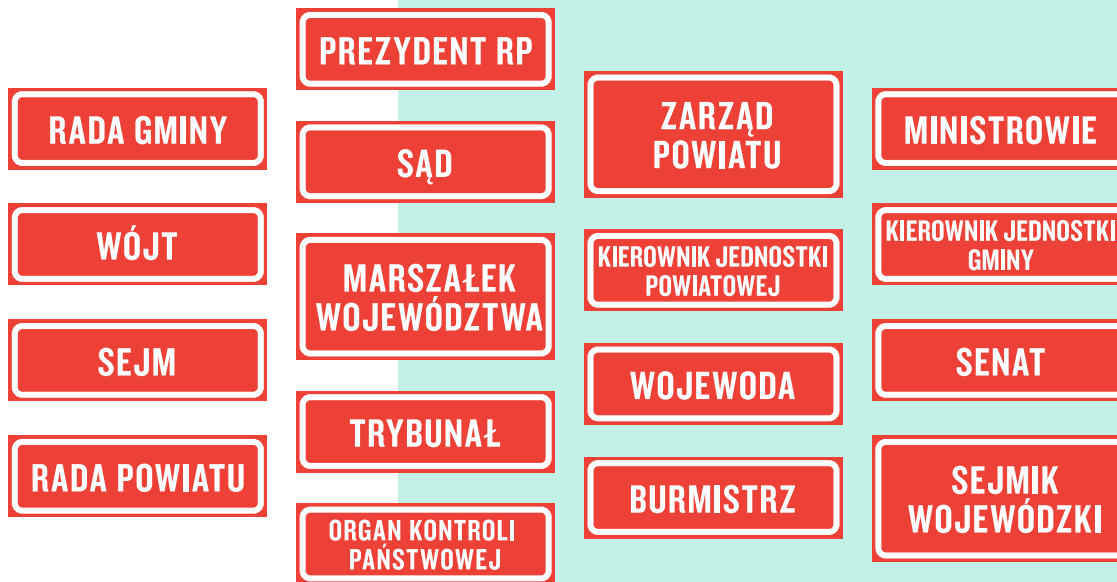 RADA GMINY
WÓJT
SEJM
RADA POWIATU
PREZYDENT RP
SĄD
MARSZAŁEK
WOJEWÓDZTWA
TRYBUNAŁ
ORGAN KONTROLI
PAŃSTWOWEJ
ZARZĄD
POWIATU
KIEROWNIK JEDNOSTKI
POWIATOWEJ
WOJEWODA
BURMISTRZ
MINISTROWIE
KIEROWNIK JEDNOSTKI
GMINY
SENAT
SEJMIK
WOJEWÓDZKI